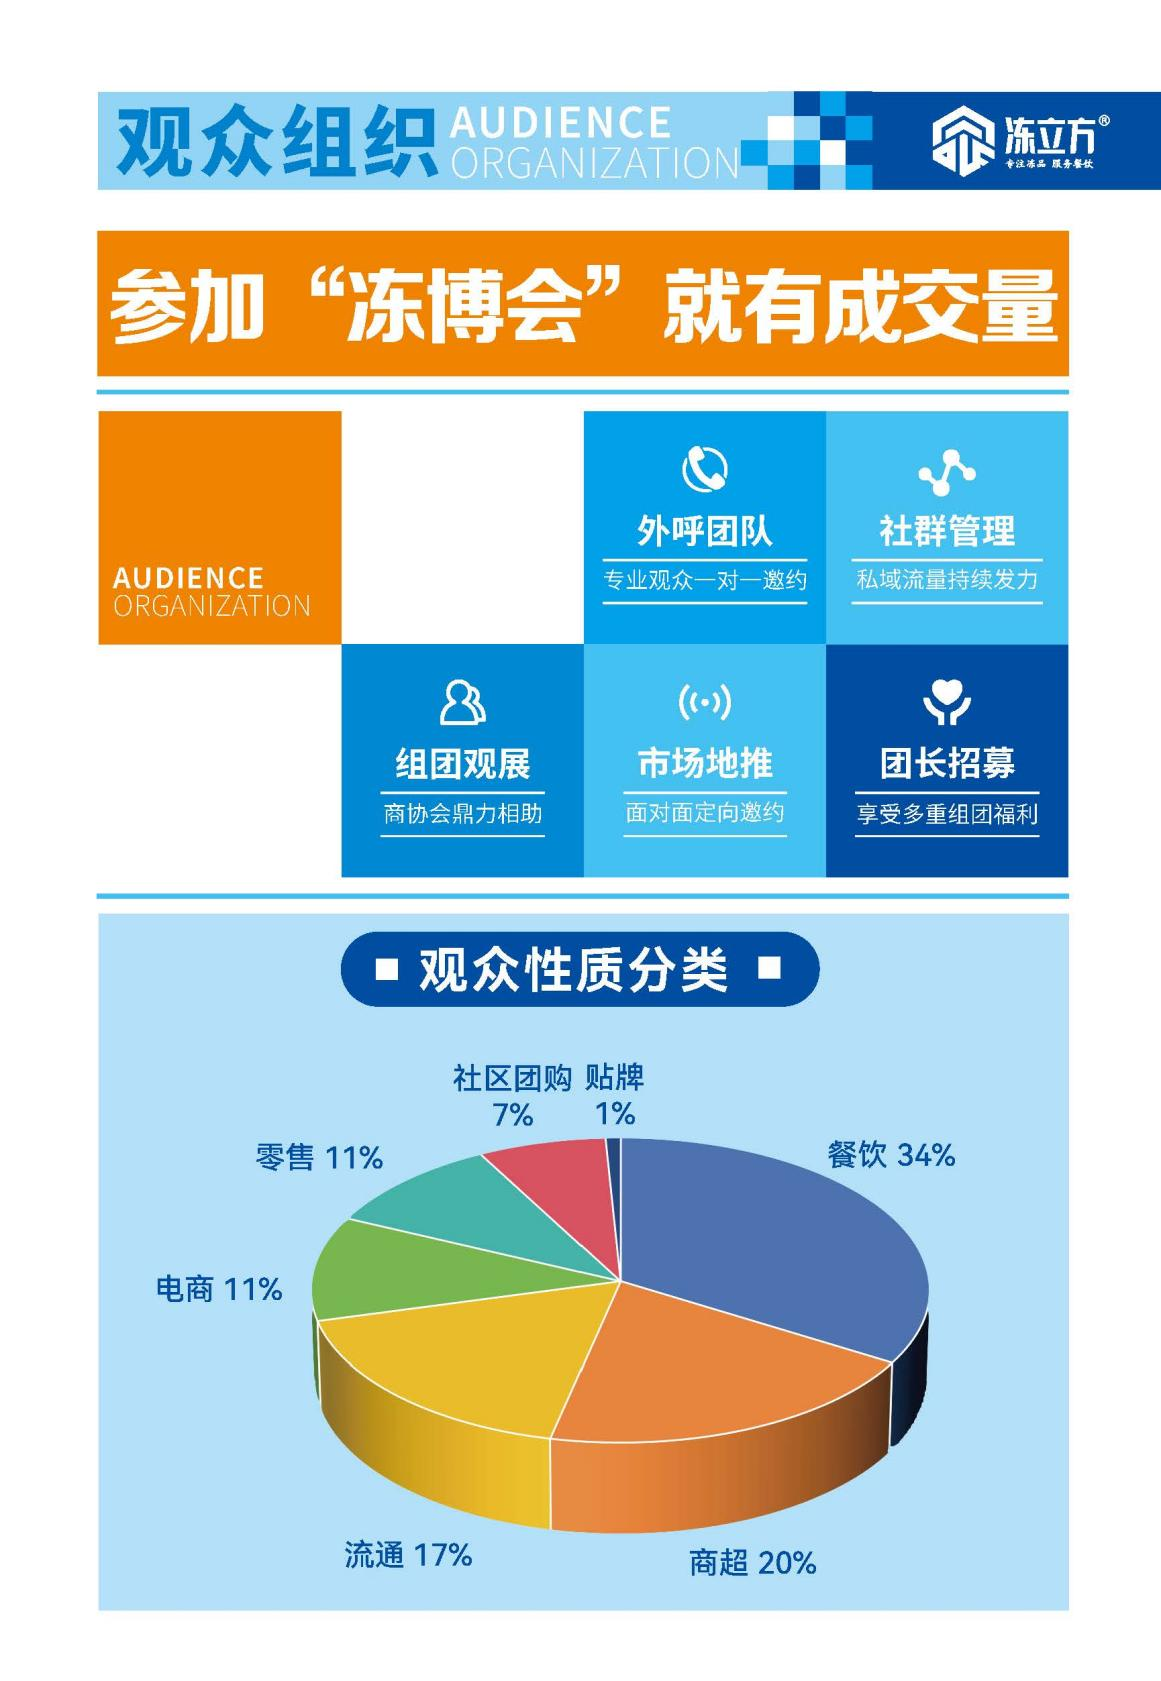 观众组织
AUDIENCE
ORGANIZATION
冻立方®
专注冻品 服务餐饮
参加“冻博会”就有成交量
AUDIENCE
ORGANIZATION
外呼团队
专业观众一对一邀约
社群管理
私域流量持续发力
组团观展
商协会鼎力相助
市场地推
面对面定向邀约
团长招募
享受多重组团福利
观众性质分类
社区团购
7%
贴牌
1%
零售 11%
餐饮 34%
电商 11%
流通 17%
商超 20%